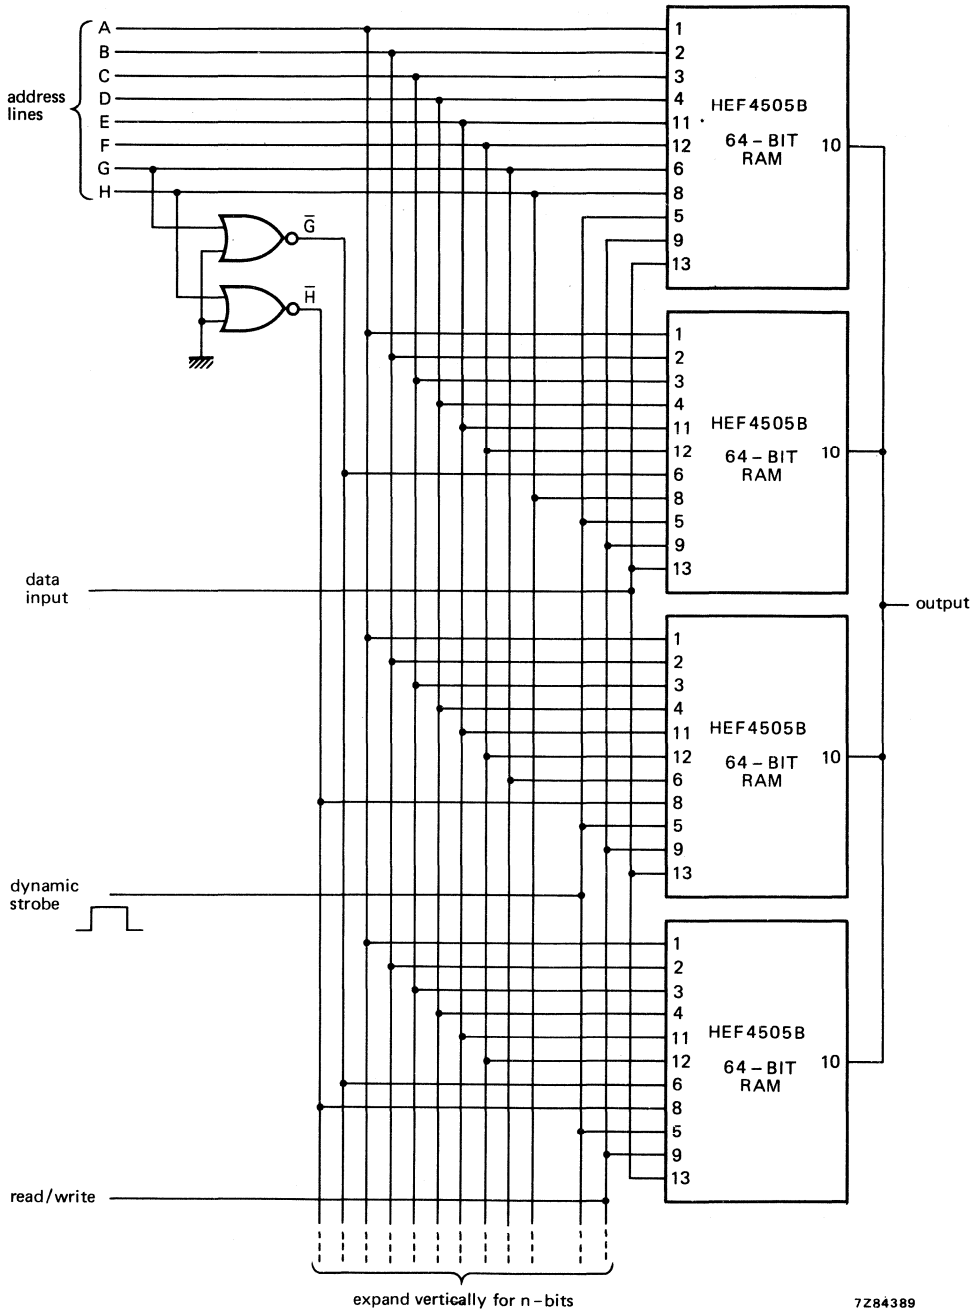 A
B
C
D
E
F
G
H
address
lines
G̅
H̅
1
2
3
4
11
12
6
8
5
9
13
HEF4505B
64-BIT
RAM
10
1
2
3
4
11
12
6
8
5
9
13
HEF4505B
64-BIT
RAM
10
data
input
output
1
2
3
4
11
12
6
8
5
9
13
HEF4505B
64-BIT
RAM
10
dynamic
strobe
1
2
3
4
11
12
6
8
5
9
13
HEF4505B
64-BIT
RAM
10
read/write
expand vertically for n-bits
7Z84389